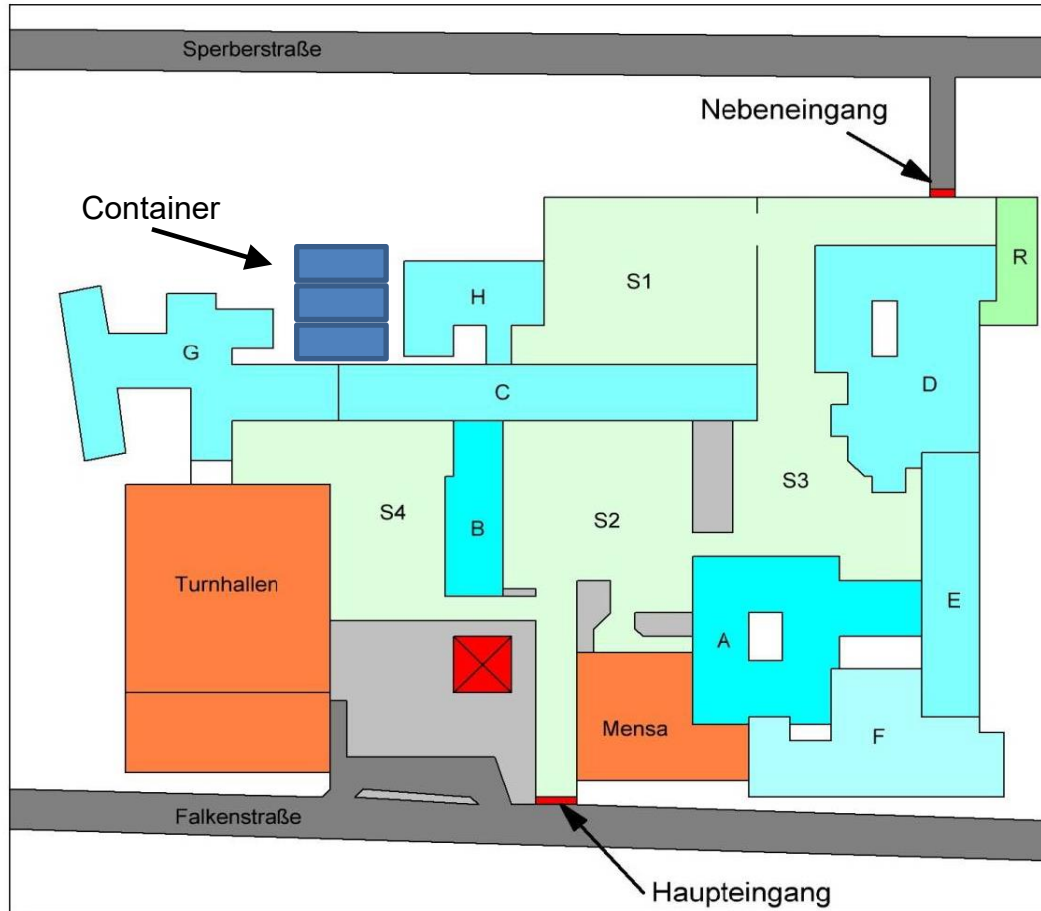 Sperberstraße
Nebeneingang
Container
R
S1
H
G
C
D
S3
S4
S2
B
Turnhallen
E
A
Mensa
F
Falkenstraße
Haupteingang